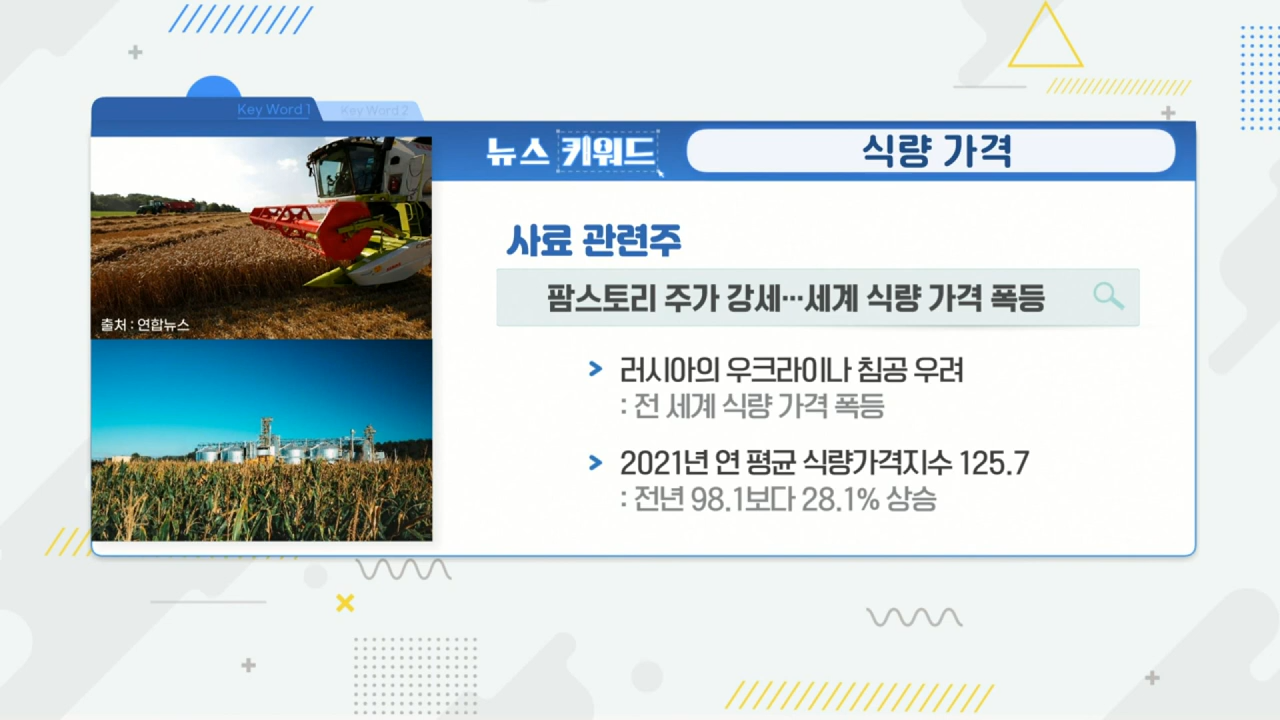 Key Word 1 Key Word 2
뉴스 키워드 식량 가격
사료 관련주
팜스토리 주가 강세…세계 식량 가격 폭등
출처 : 연합뉴스
러시아의 우크라이나 침공 우려
: 전 세계 식량 가격 폭등
2021년 연 평균 식량가격지수 125.7
: 전년 98.1보다 28.1% 상승